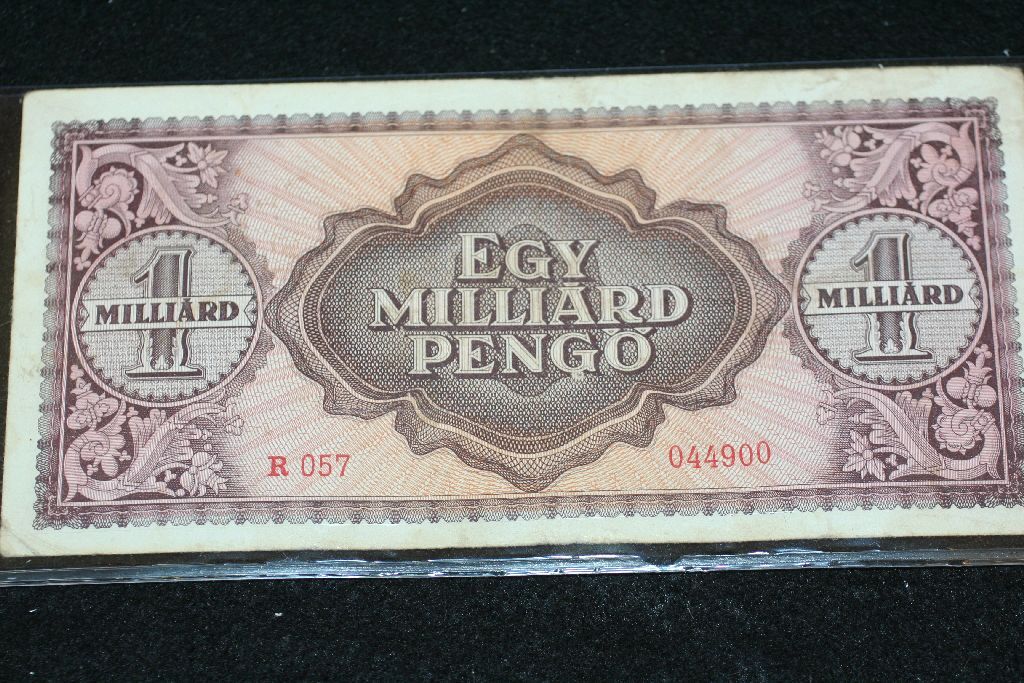 EGY
MILLIÁRD
PENGŐ
1
MILLIÁRD
1
MILLIÁRD
R 057
044900